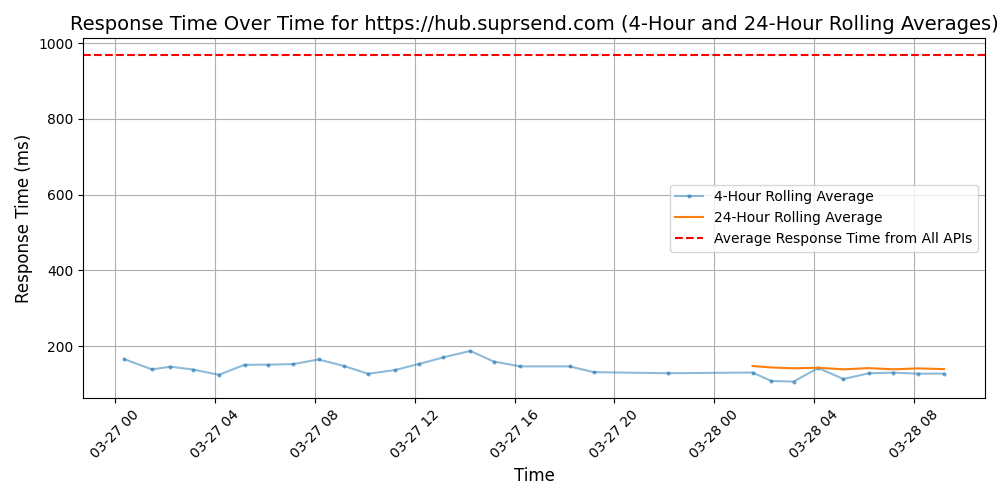 Response Time Over Time for https://hub.suprsend.com (4-Hour and 24-Hour Rolling Averages)
1000
800
600
400
200
Response Time (ms)
4-Hour Rolling Average
24-Hour Rolling Average
Average Response Time from All APIs
03-27 00
03-27 04
03-27 08
03-27 12
03-27 16
03-27 20
03-28 00
03-28 04
03-28 08
Time